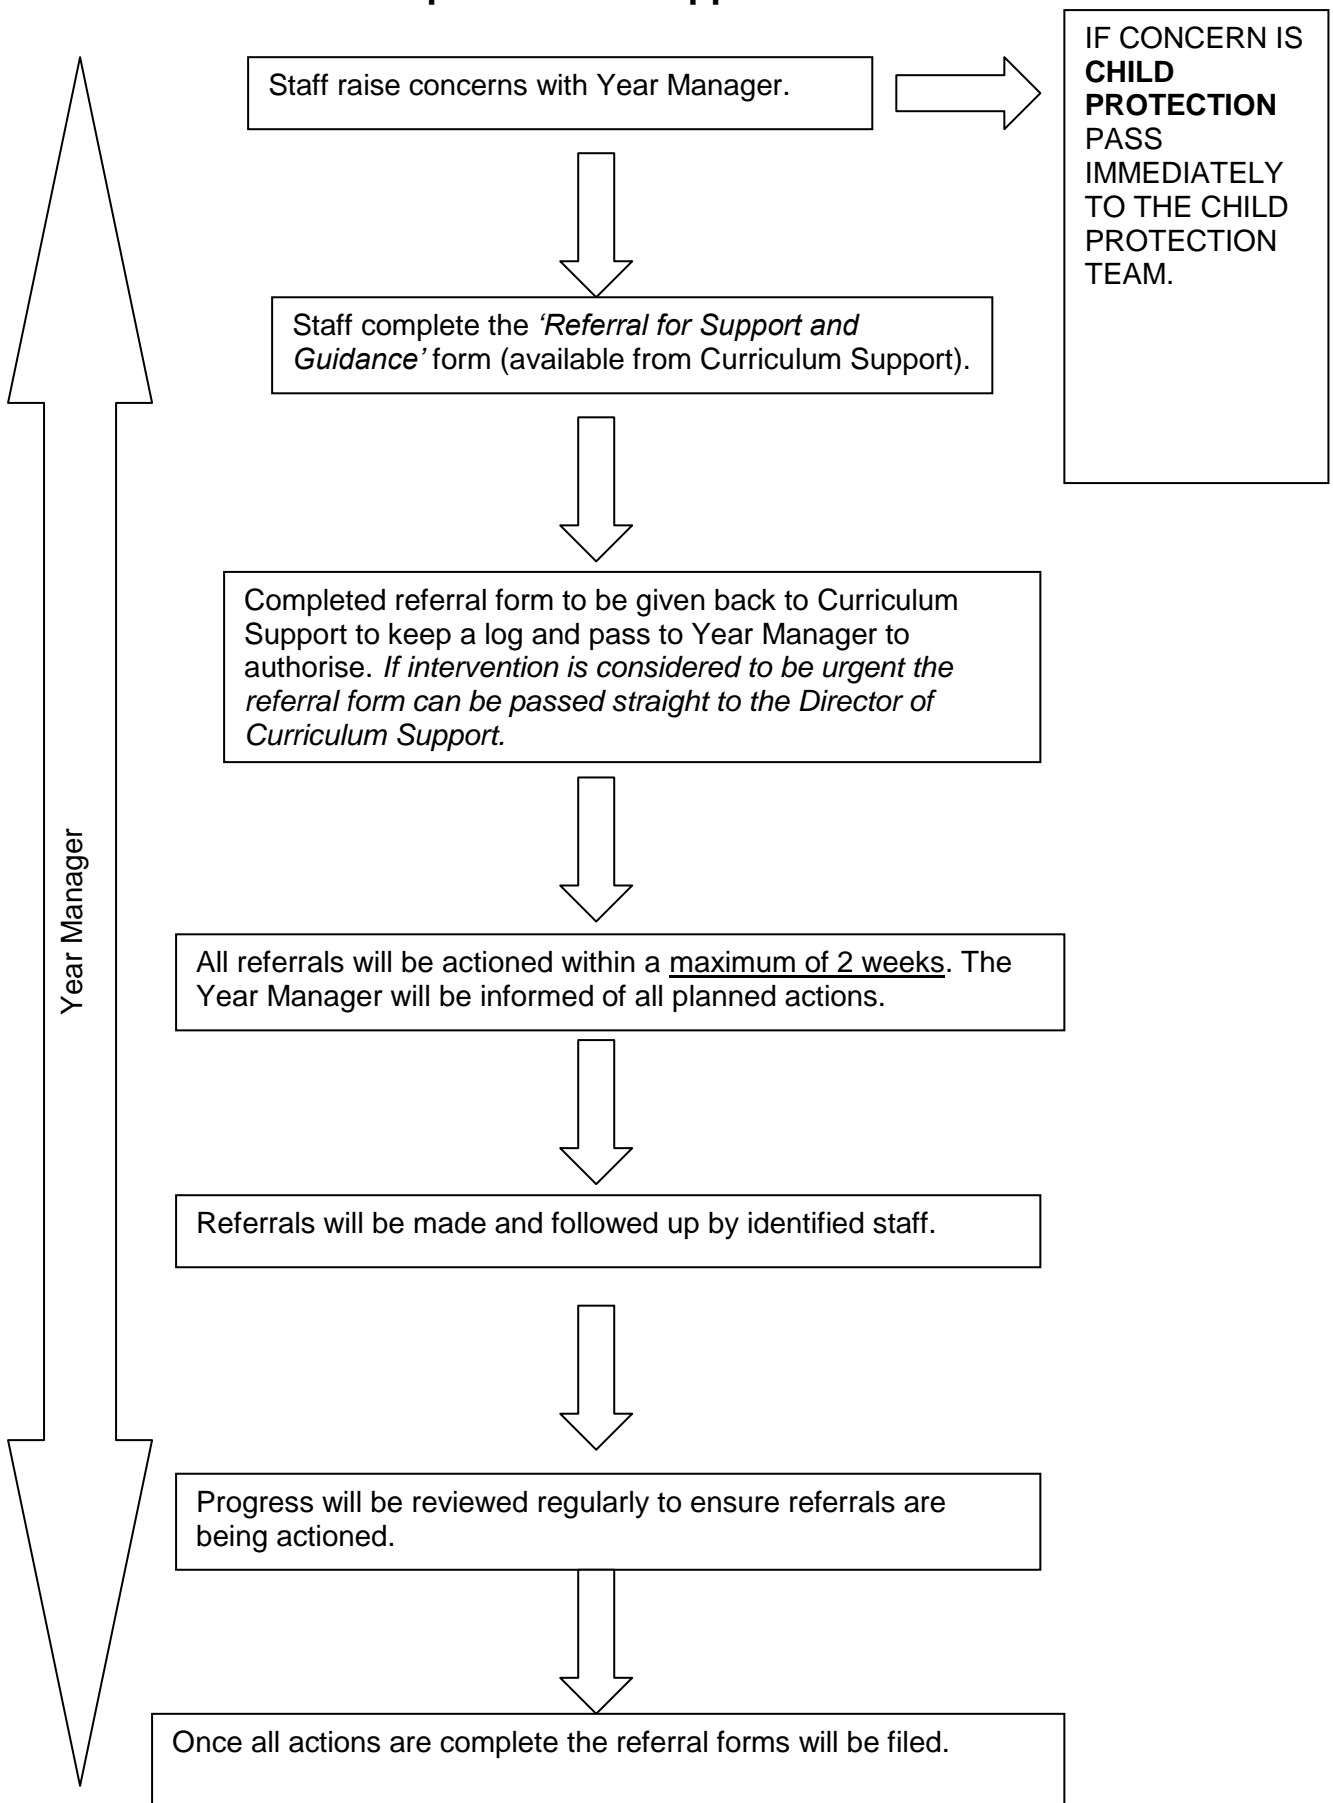 Staff raise concerns with Year Manager.
IF CONCERN IS
CHILD
PROTECTION
PASS
IMMEDIATELY
TO THE CHILD
PROTECTION
TEAM.
Staff complete the ‘Referral for Support and
Guidance’ form (available from Curriculum Support).
Completed referral form to be given back to Curriculum
Support to keep a log and pass to Year Manager to
authorise. If intervention is considered to be urgent the
referral form can be passed straight to the Director of
Curriculum Support.
Year Manager
All referrals will be actioned within a maximum of 2 weeks. The
Year Manager will be informed of all planned actions.
Referrals will be made and followed up by identified staff.
Progress will be reviewed regularly to ensure referrals are
being actioned.
Once all actions are complete the referral forms will be filed.